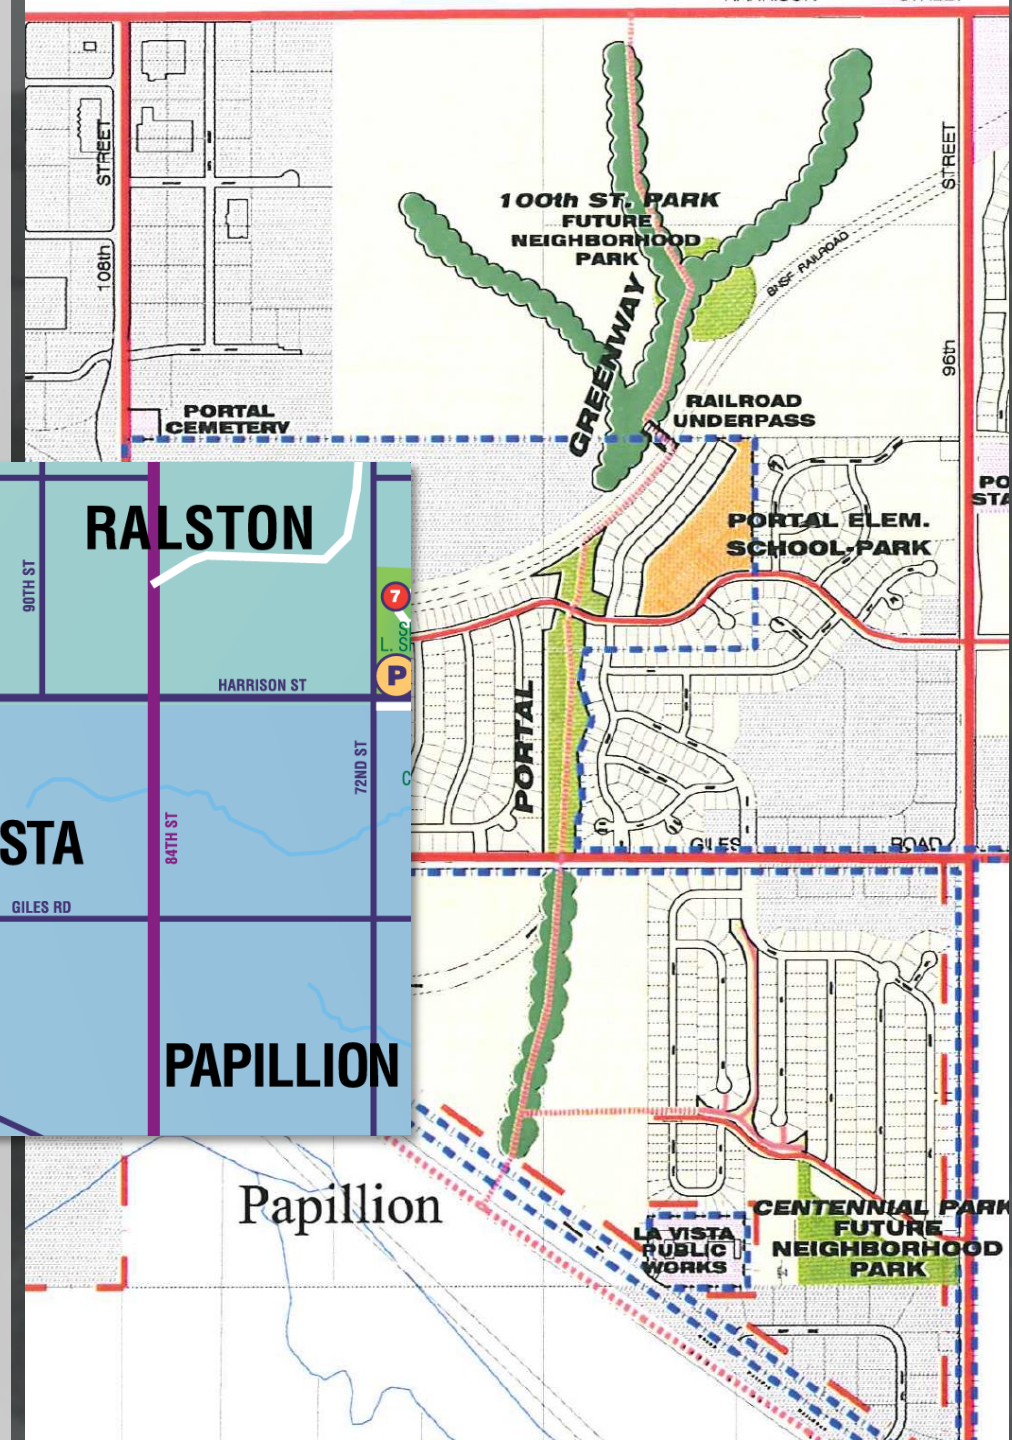 STREET
108th
100th ST. PARK
FUTURE
NEIGHBORHOOD
PARK
STREET
96th
BNSF RAILROAD
GREENWAY
PORTAL
CEMETERY
RAILROAD
UNDERPASS
PO
STA
PORTAL ELEM.
SCHOOL-PARK
RALSTON
90TH ST
7
L. S
P
HARRISON ST
PORTAL
72ND ST
C
STA
84TH ST
GILES ROAD
GILES RD
PAPILLION
Papillion
CENTENNIAL PARK
FUTURE
NEIGHBORHOOD
PARK
LA VISTA
PUBLIC
WORKS